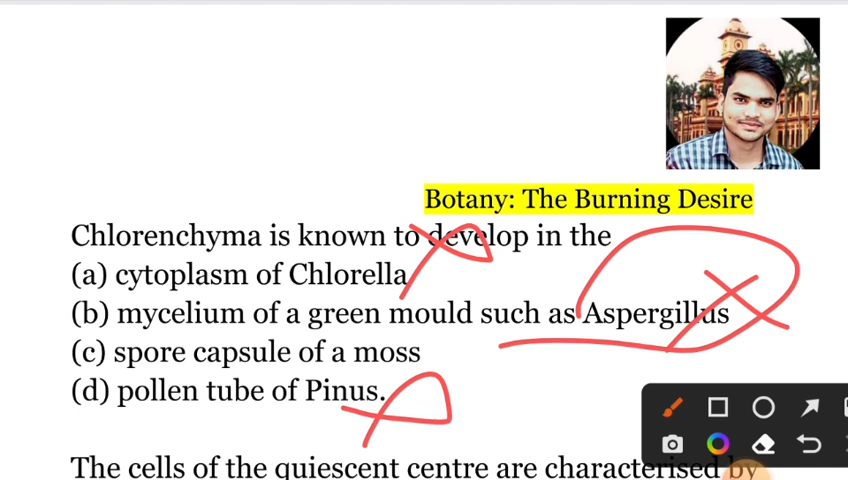 Botany: The Burning Desire
Chlorenchyma is known to develop in the
(a) cytoplasm of Chlorella
(b) mycelium of a green mould such as Aspergillus
(c) spore capsule of a moss
(d) pollen tube of Pinus.
The cells of the quiescent centre are characterised by